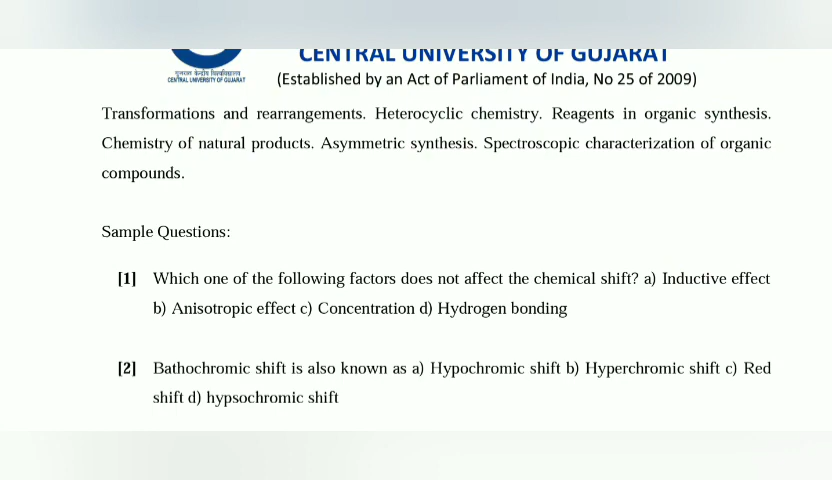 CENTRAL UNIVERSITY OF GUJARAT
गुजरात केन्द्रीय विश्वविद्यालय
CENTRAL UNIVERSITY OF GUJARAT
(Established by an Act of Parliament of India, No 25 of 2009)
Transformations and rearrangements. Heterocyclic chemistry. Reagents in organic synthesis.
Chemistry of natural products. Asymmetric synthesis. Spectroscopic characterization of organic
compounds.
Sample Questions:
[1] Which one of the following factors does not affect the chemical shift? a) Inductive effect
b) Anisotropic effect c) Concentration d) Hydrogen bonding
[2] Bathochromic shift is also known as a) Hypochromic shift b) Hyperchromic shift c) Red
shift d) hypsochromic shift